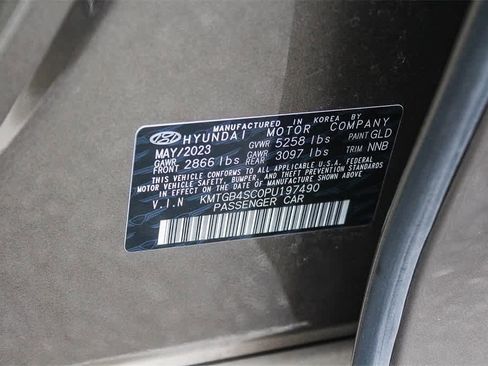 MANUFACTURED IN KOREA BY
HYUNDAI MOTOR COMPANY
MAY/2023 GVWR 5258 lbs PAINT GLD
GAWR FRONT 2866 lbs GAWR REAR 3097 lbs TRIM NNB
THIS VEHICLE CONFORMS TO ALL APPLICABLE U.S.A. FEDERAL
MOTOR VEHICLE SAFETY, BUMPER, AND THEFT PREVENTION STANDARDS
IN EFFECT ON THE DATE OF MANUFACTURE SHOWN ABOVE.
V.I.N KMTGB4SC0PU197490
PASSENGER CAR